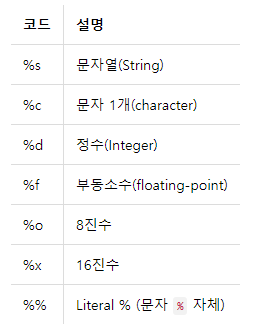 코드 설명
%s 문자열(String)
%c 문자 1개(character)
%d 정수(Integer)
%f 부동소수(floating-point)
%o 8진수
%x 16진수
%% Literal % (문자 % 자체)